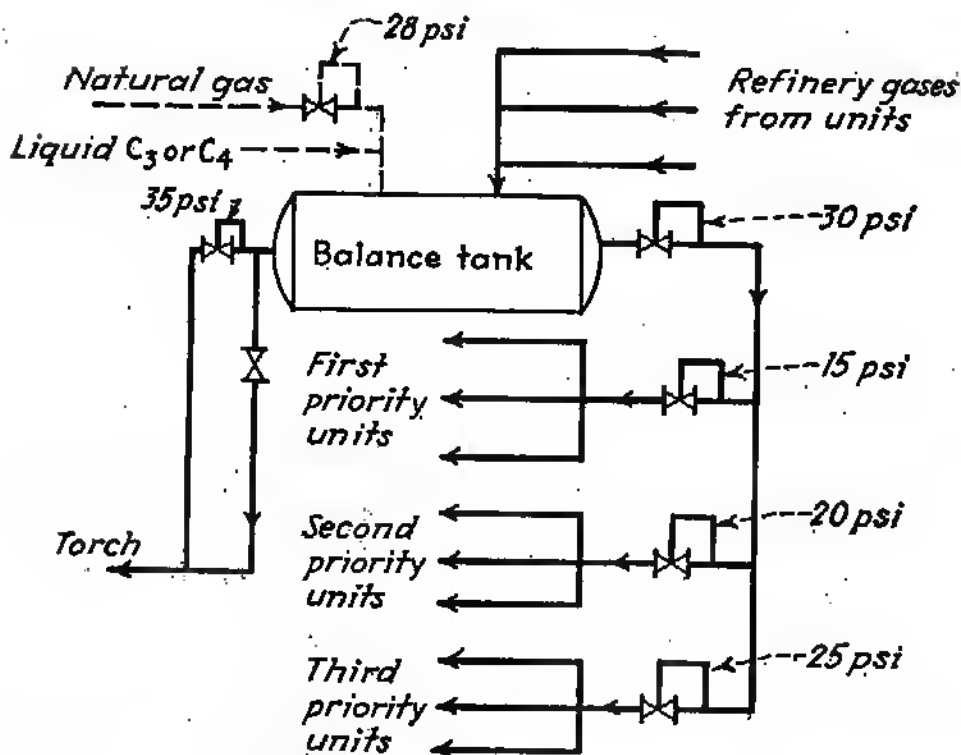 28 psi
Natural gas
Refinery gases
from units
Liquid C₃ or C₄
35 psi
30 psi
Balance tank
First
priority
units
15 psi
Second
priority
units
20 psi
Torch
Third
priority
units
25 psi